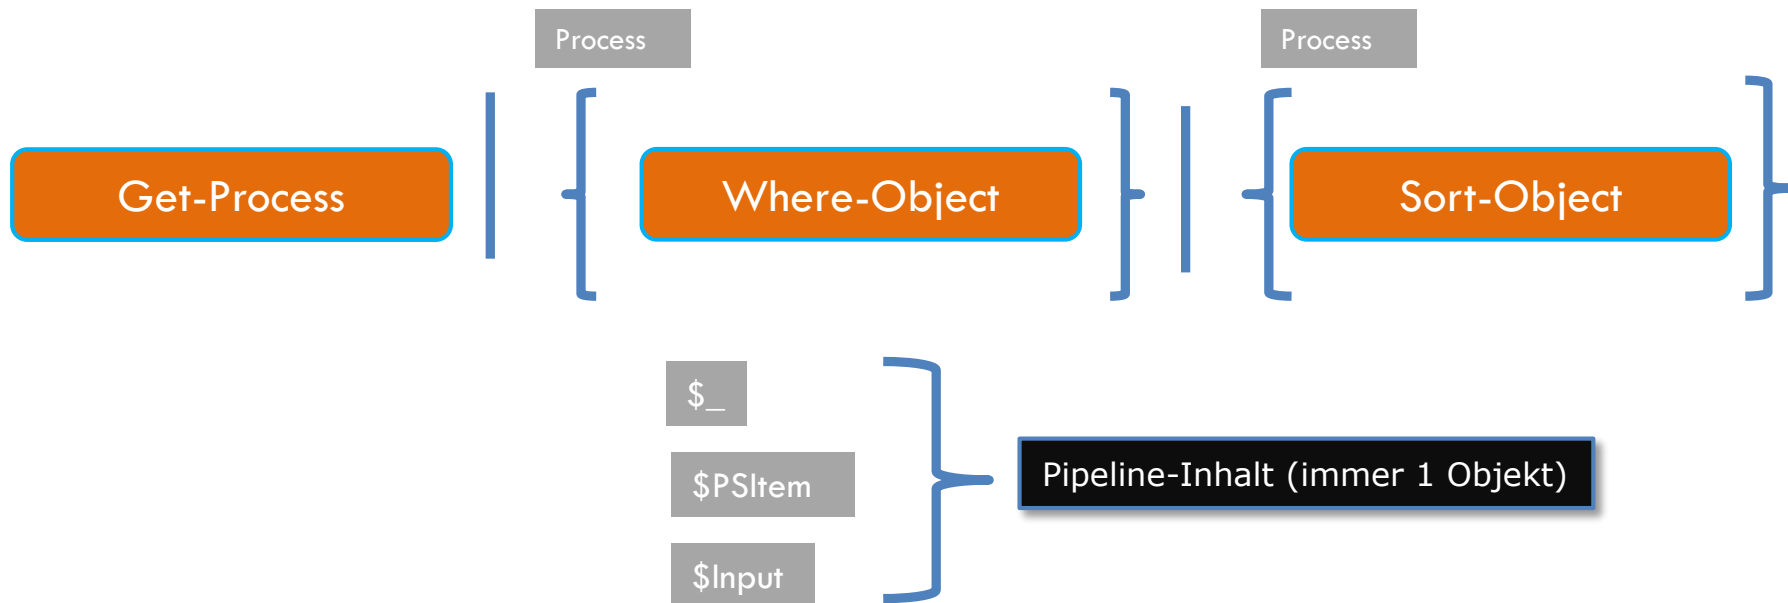 Process
Process
Get-Process
Where-Object
Sort-Object
$_
$PSItem
Pipeline-Inhalt (immer 1 Objekt)
$Input